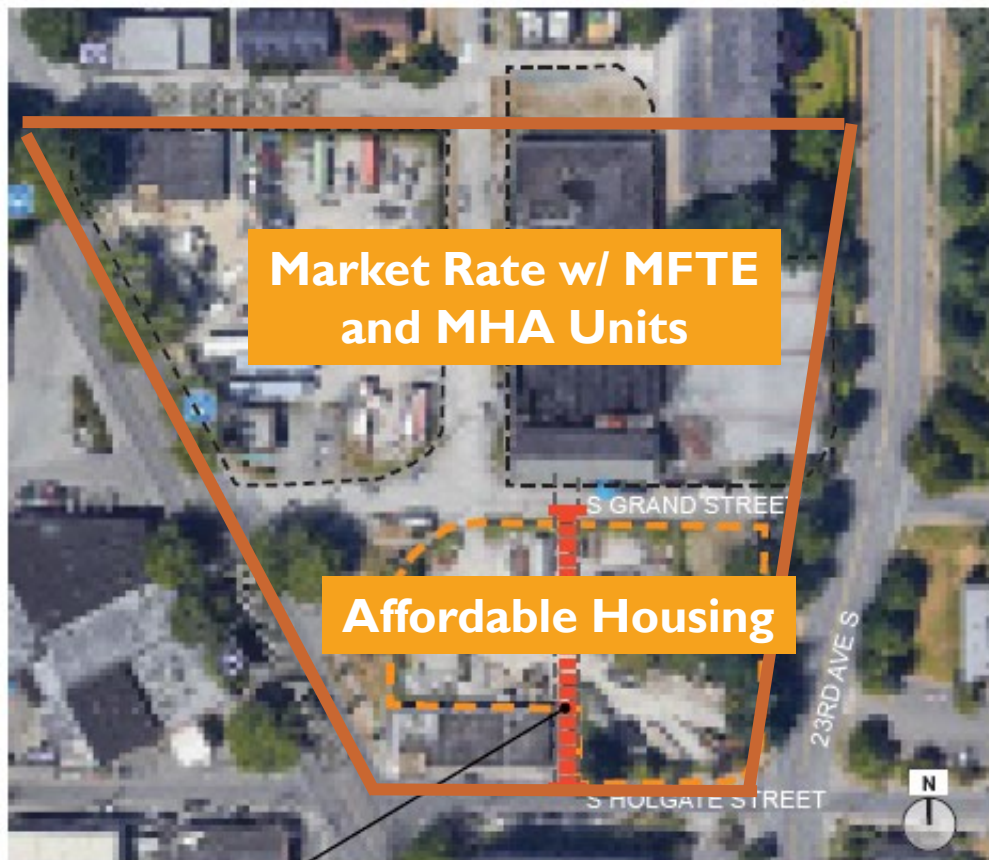 Market Rate w/ MFTE
and MHA Units
S GRAND STREET
Affordable Housing
23RD AVE S
N
S HOLGATE STREET